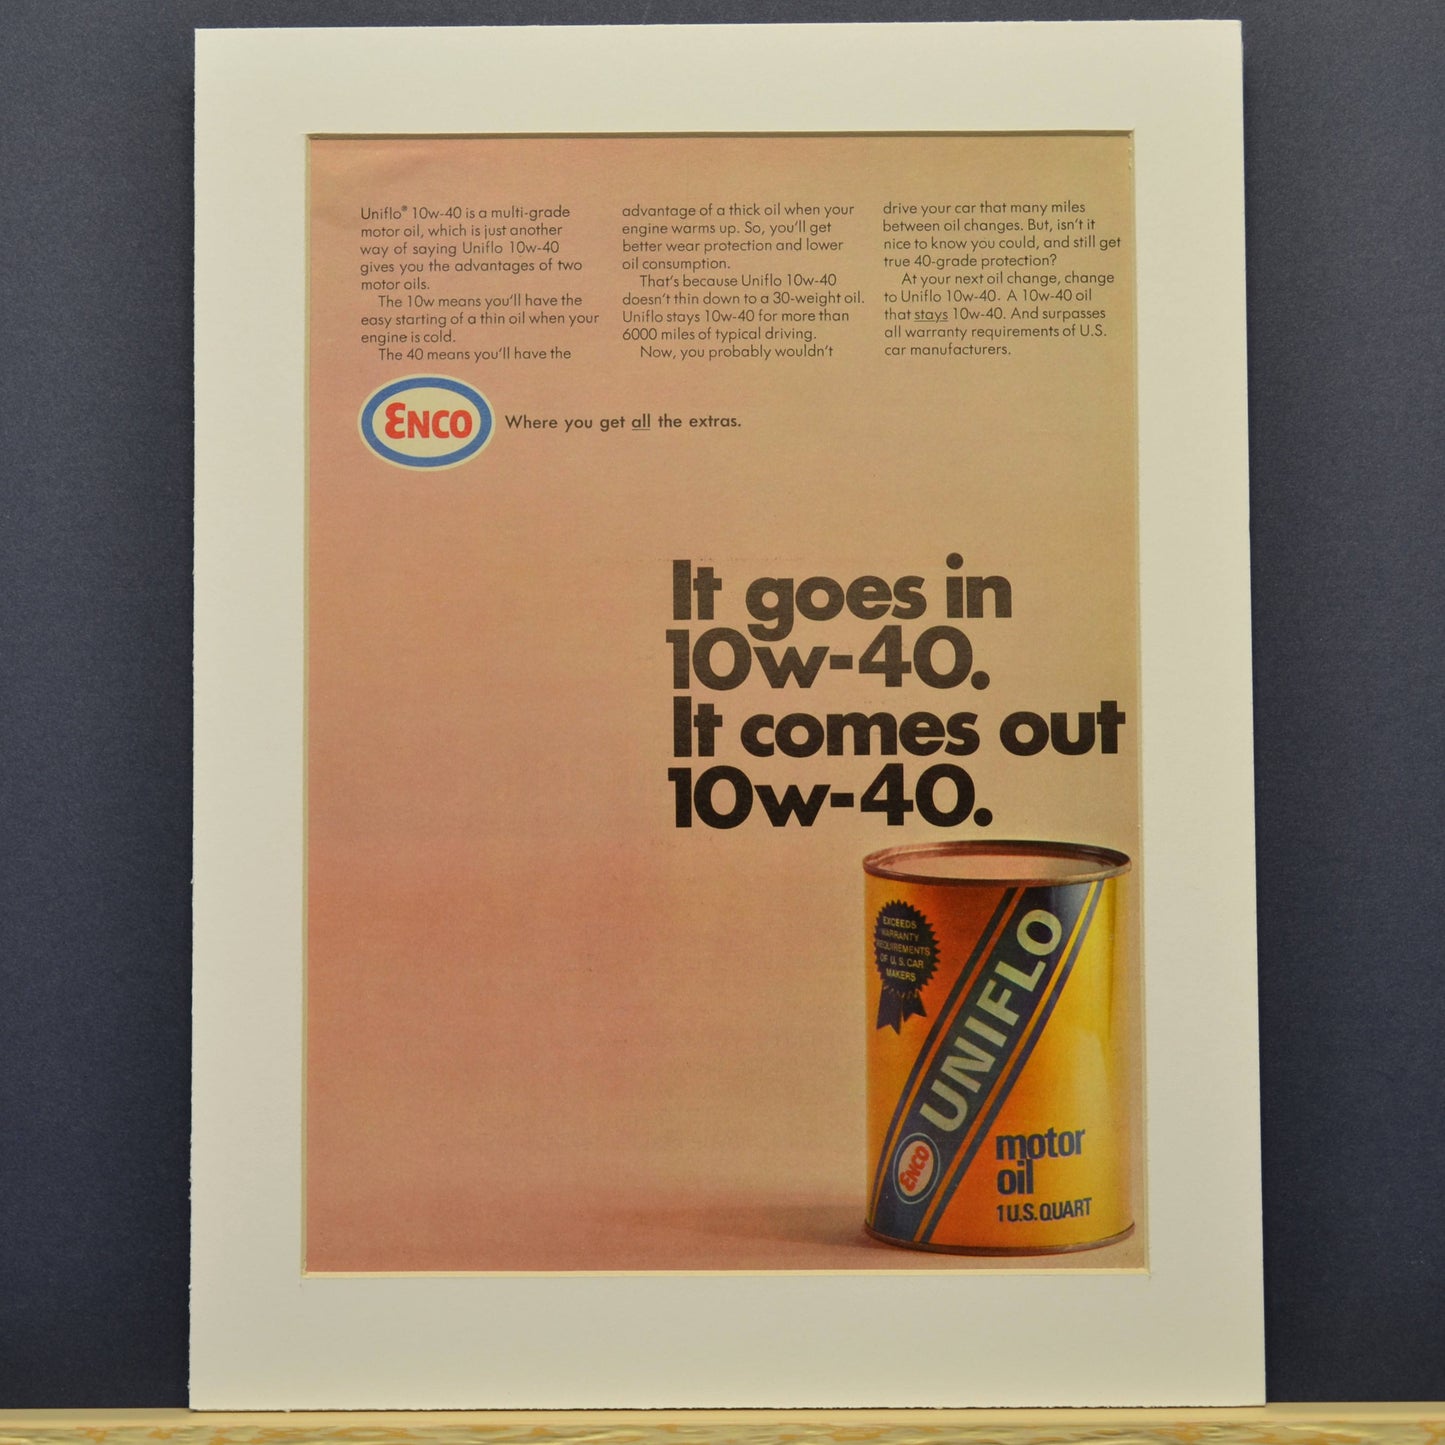 Uniflo® 10w-40 is a multi-grade
motor oil, which is just another
way of saying Uniflo 10w-40
gives you the advantages of two
motor oils.
The 10w means you'll have the
easy starting of a thin oil when your
engine is cold.
The 40 means you'll have the
advantage of a thick oil when your
engine warms up. So, you'll get
better wear protection and lower
oil consumption.
That's because Uniflo 10w-40
doesn't thin down to a 30-weight oil.
Uniflo stays 10w-40 for more than
6000 miles of typical driving.
Now, you probably wouldn't
drive your car that many miles
between oil changes. But, isn't it
nice to know you could, and still get
true 40-grade protection?
At your next oil change, change
to Uniflo 10w-40. A 10w-40 oil
that stays 10w-40. And surpasses
all warranty requirements of U.S.
car manufacturers.
ENCO
Where you get all the extras.
It goes in
10w-40.
It comes out
10w-40.
EXCEEDS
WARRANTY
REQUIREMENTS
OF U.S. CAR
MAKERS
UNIFLO
ENCO
motor
oil
1 U.S. QUART